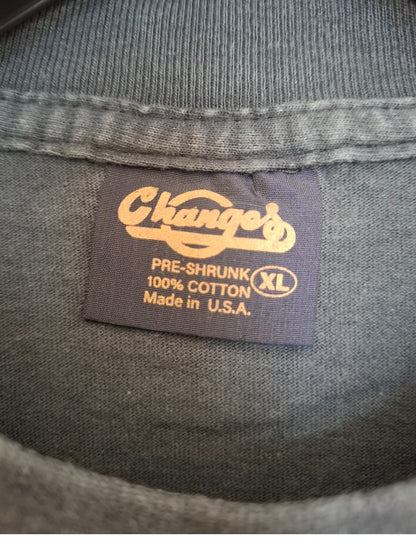 Changes
PRE-SHRUNK
100% COTTON
XL
Made in U.S.A.